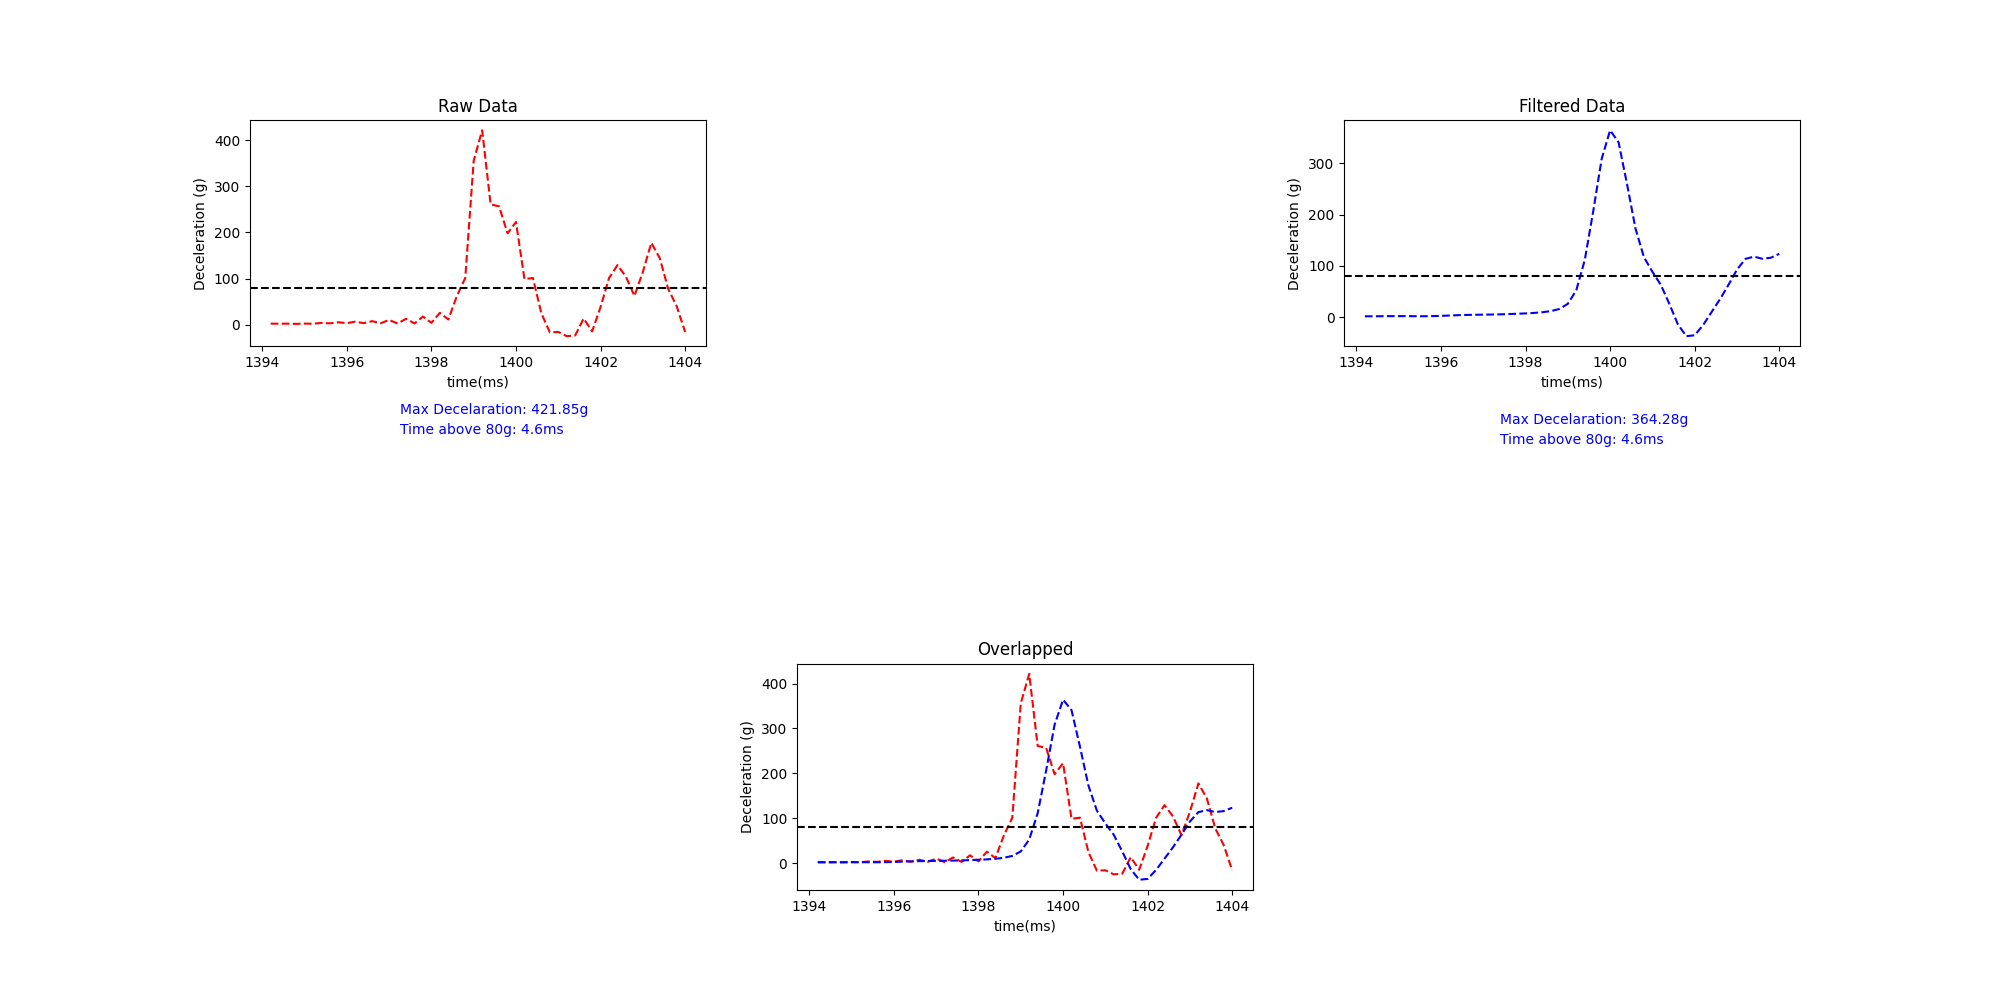 Raw Data
Deceleration (g)
400
300
200
100
0
1394 1396 1398 1400 1402 1404
time(ms)
Max Decelaration: 421.85g
Time above 80g: 4.6ms
Filtered Data
Deceleration (g)
300
200
100
0
1394 1396 1398 1400 1402 1404
time(ms)
Max Decelaration: 364.28g
Time above 80g: 4.6ms
Overlapped
Deceleration (g)
400
300
200
100
0
1394 1396 1398 1400 1402 1404
time(ms)